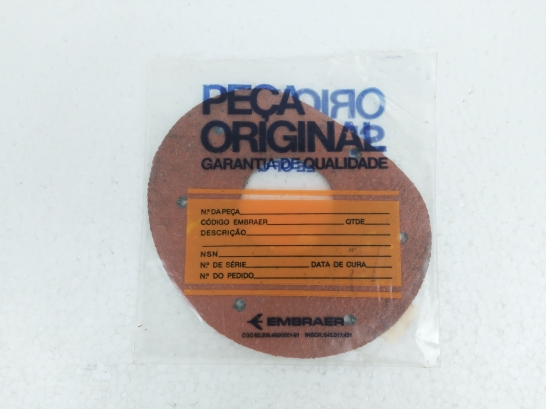 PEÇA
ORIGINAL
GARANTIA DE QUALIDADE
Nº DA PEÇA
CÓDIGO EMBRAER QTDE
DESCRIÇÃO
NSN
Nº DE SÉRIE DATA DE CURA
Nº DO PEDIDO
EMBRAER